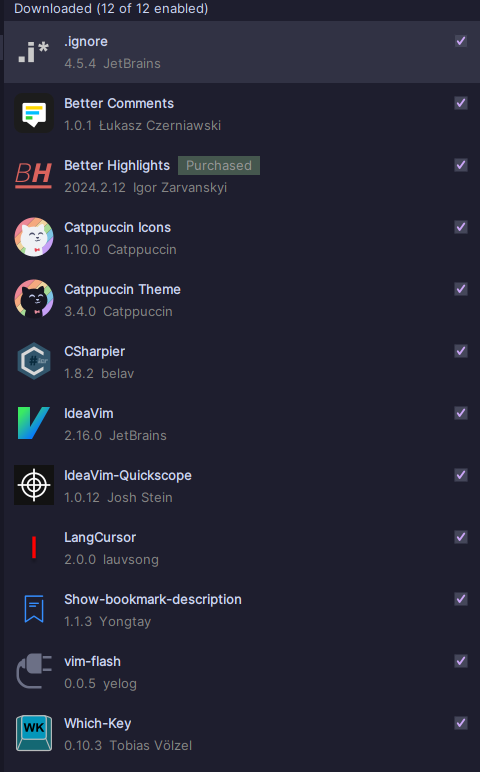 Downloaded (12 of 12 enabled)
.i*
.ignore
4.5.4 JetBrains
Better Comments
1.0.1 Łukasz Czerniawski
BH
Better Highlights Purchased
2024.2.12 Igor Zarvanskyi
Catppuccin Icons
1.10.0 Catppuccin
Catppuccin Theme
3.4.0 Catppuccin
CSharpier
1.8.2 belav
IdeaVim
2.16.0 JetBrains
IdeaVim-Quickscope
1.0.12 Josh Stein
LangCursor
2.0.0 lauvsong
Show-bookmark-description
1.1.3 Yongtay
vim-flash
0.0.5 yelog
WK
Which-Key
0.10.3 Tobias Völzel